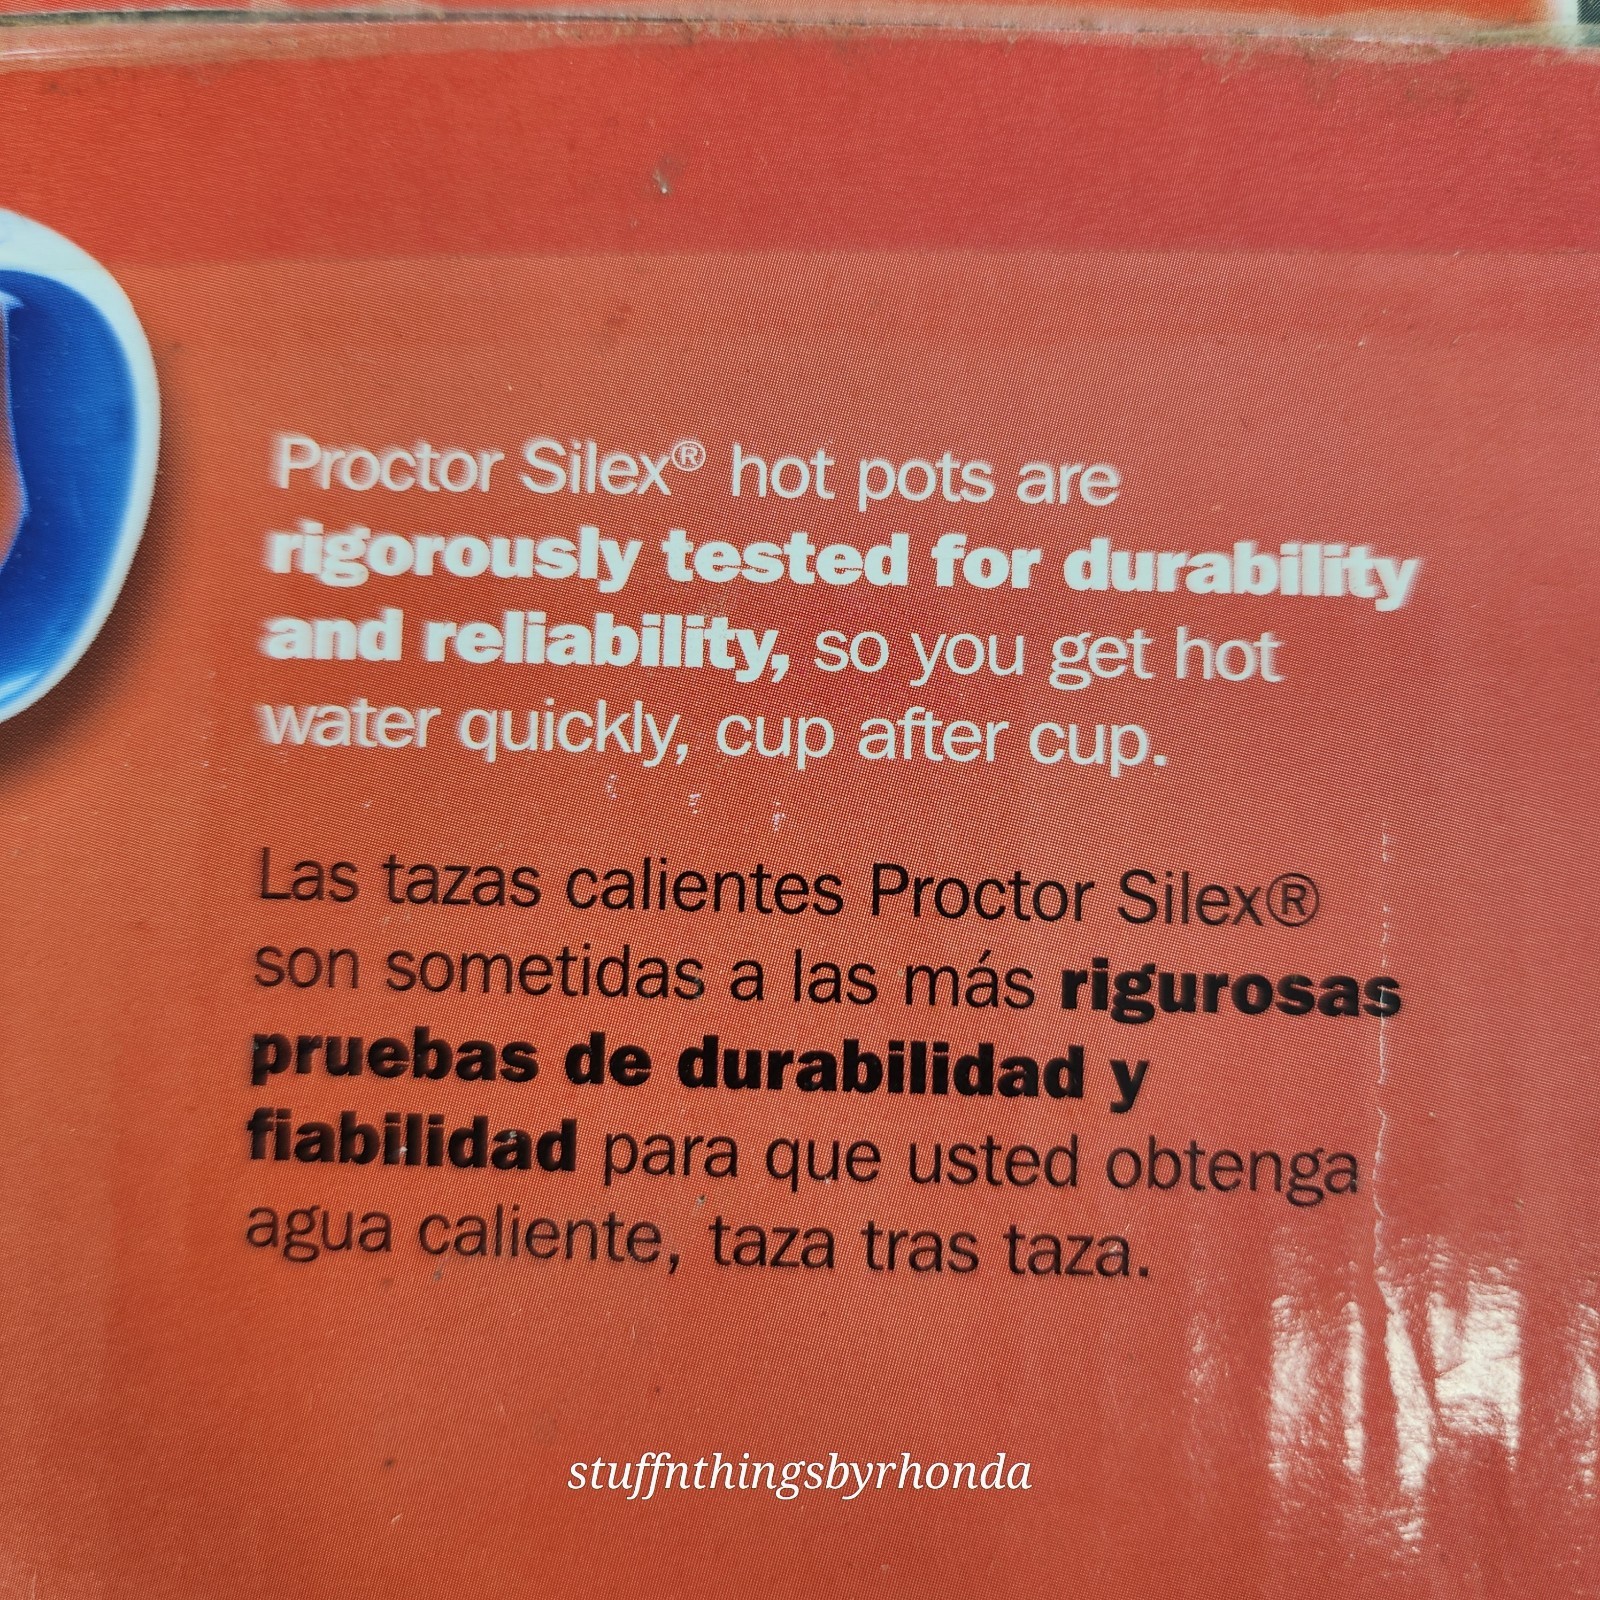 Proctor Silex® hot pots are
rigorously tested for durability
and reliability, so you get hot
water quickly, cup after cup.
Las tazas calientes Proctor Silex®
son sometidas a las más rigurosas
pruebas de durabilidad y
fiabilidad para que usted obtenga
agua caliente, taza tras taza.
stuffnthingsbyrhonda